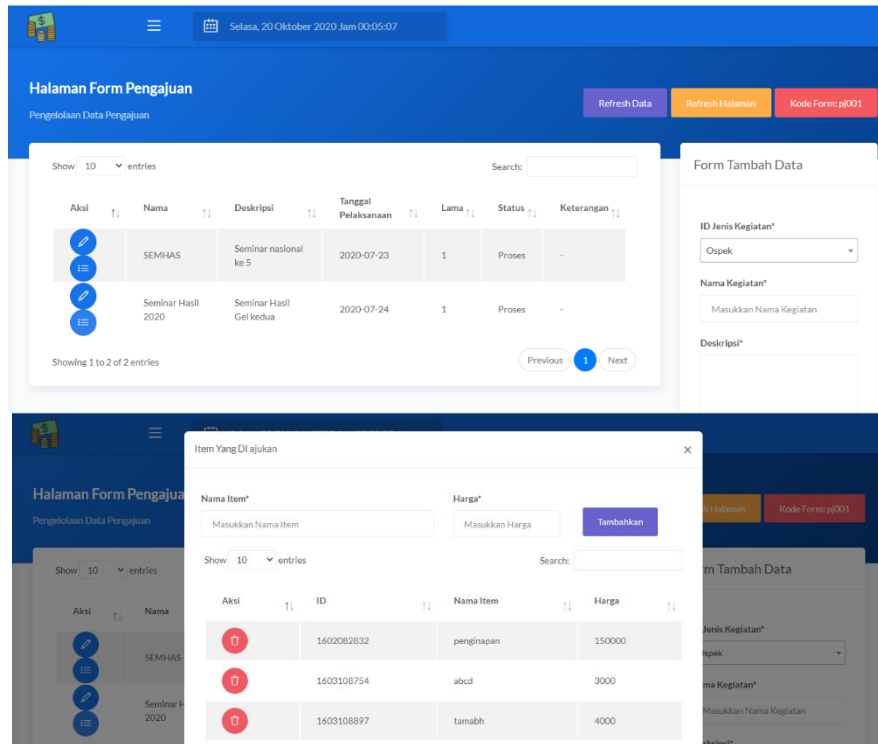 Selasa, 20 Oktober 2020 Jam 00:05:07
Halaman Form Pengajuan
Pengelolaan Data Pengajuan
Refresh Data
Refresh Halaman
Kode Form: pj001
Show 10 entries
Search:
Aksi Nama Deskripsi Tanggal Pelaksanaan Lama Status Keterangan
SEMHAS Seminar nasional ke 5 2020-07-23 1 Proses -
Seminar Hasil 2020 Seminar Hasil Gel kedua 2020-07-24 1 Proses -
Showing 1 to 2 of 2 entries
Previous 1 Next
Form Tambah Data
ID Jenis Kegiatan*
Ospek
Nama Kegiatan*
Masukkan Nama Kegiatan
Deskripsi*
Item Yang DI ajukan ×
Nama Item* Harga*
Masukkan Nama Item Masukkan Harga Tambahkan
Show 10 entries Search:
Aksi ID Nama Item Harga
1602082832 penginapan 150000
1603108754 abcd 3000
1603108897 tamabh 4000
Halaman Form Pengajua
Pengelolaan Data Pengajuan
Halaman
Kode Form: pj001
Show 10 entries
Aksi Nama
SEMHAS
Seminar H
2020
m Tambah Data
Jenis Kegiatan*
spek
ma Kegiatan*
Masukkan Nama Kegiatan